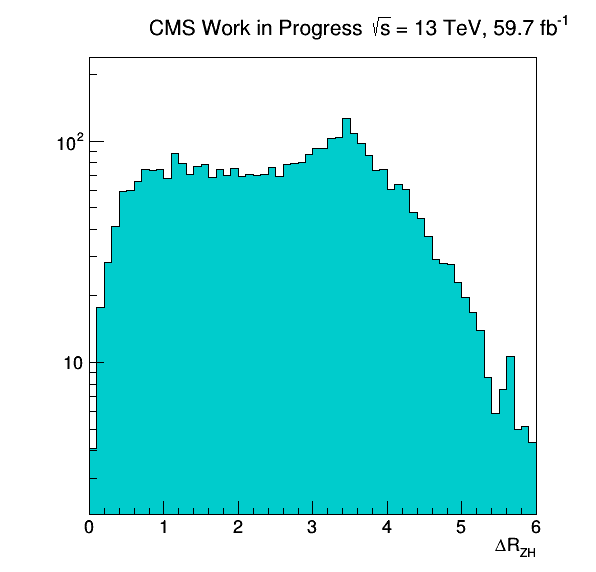 CMS Work in Progress √s = 13 TeV, 59.7 fb⁻¹
10²
10
0 1 2 3 4 5 6
ΔR_ZH